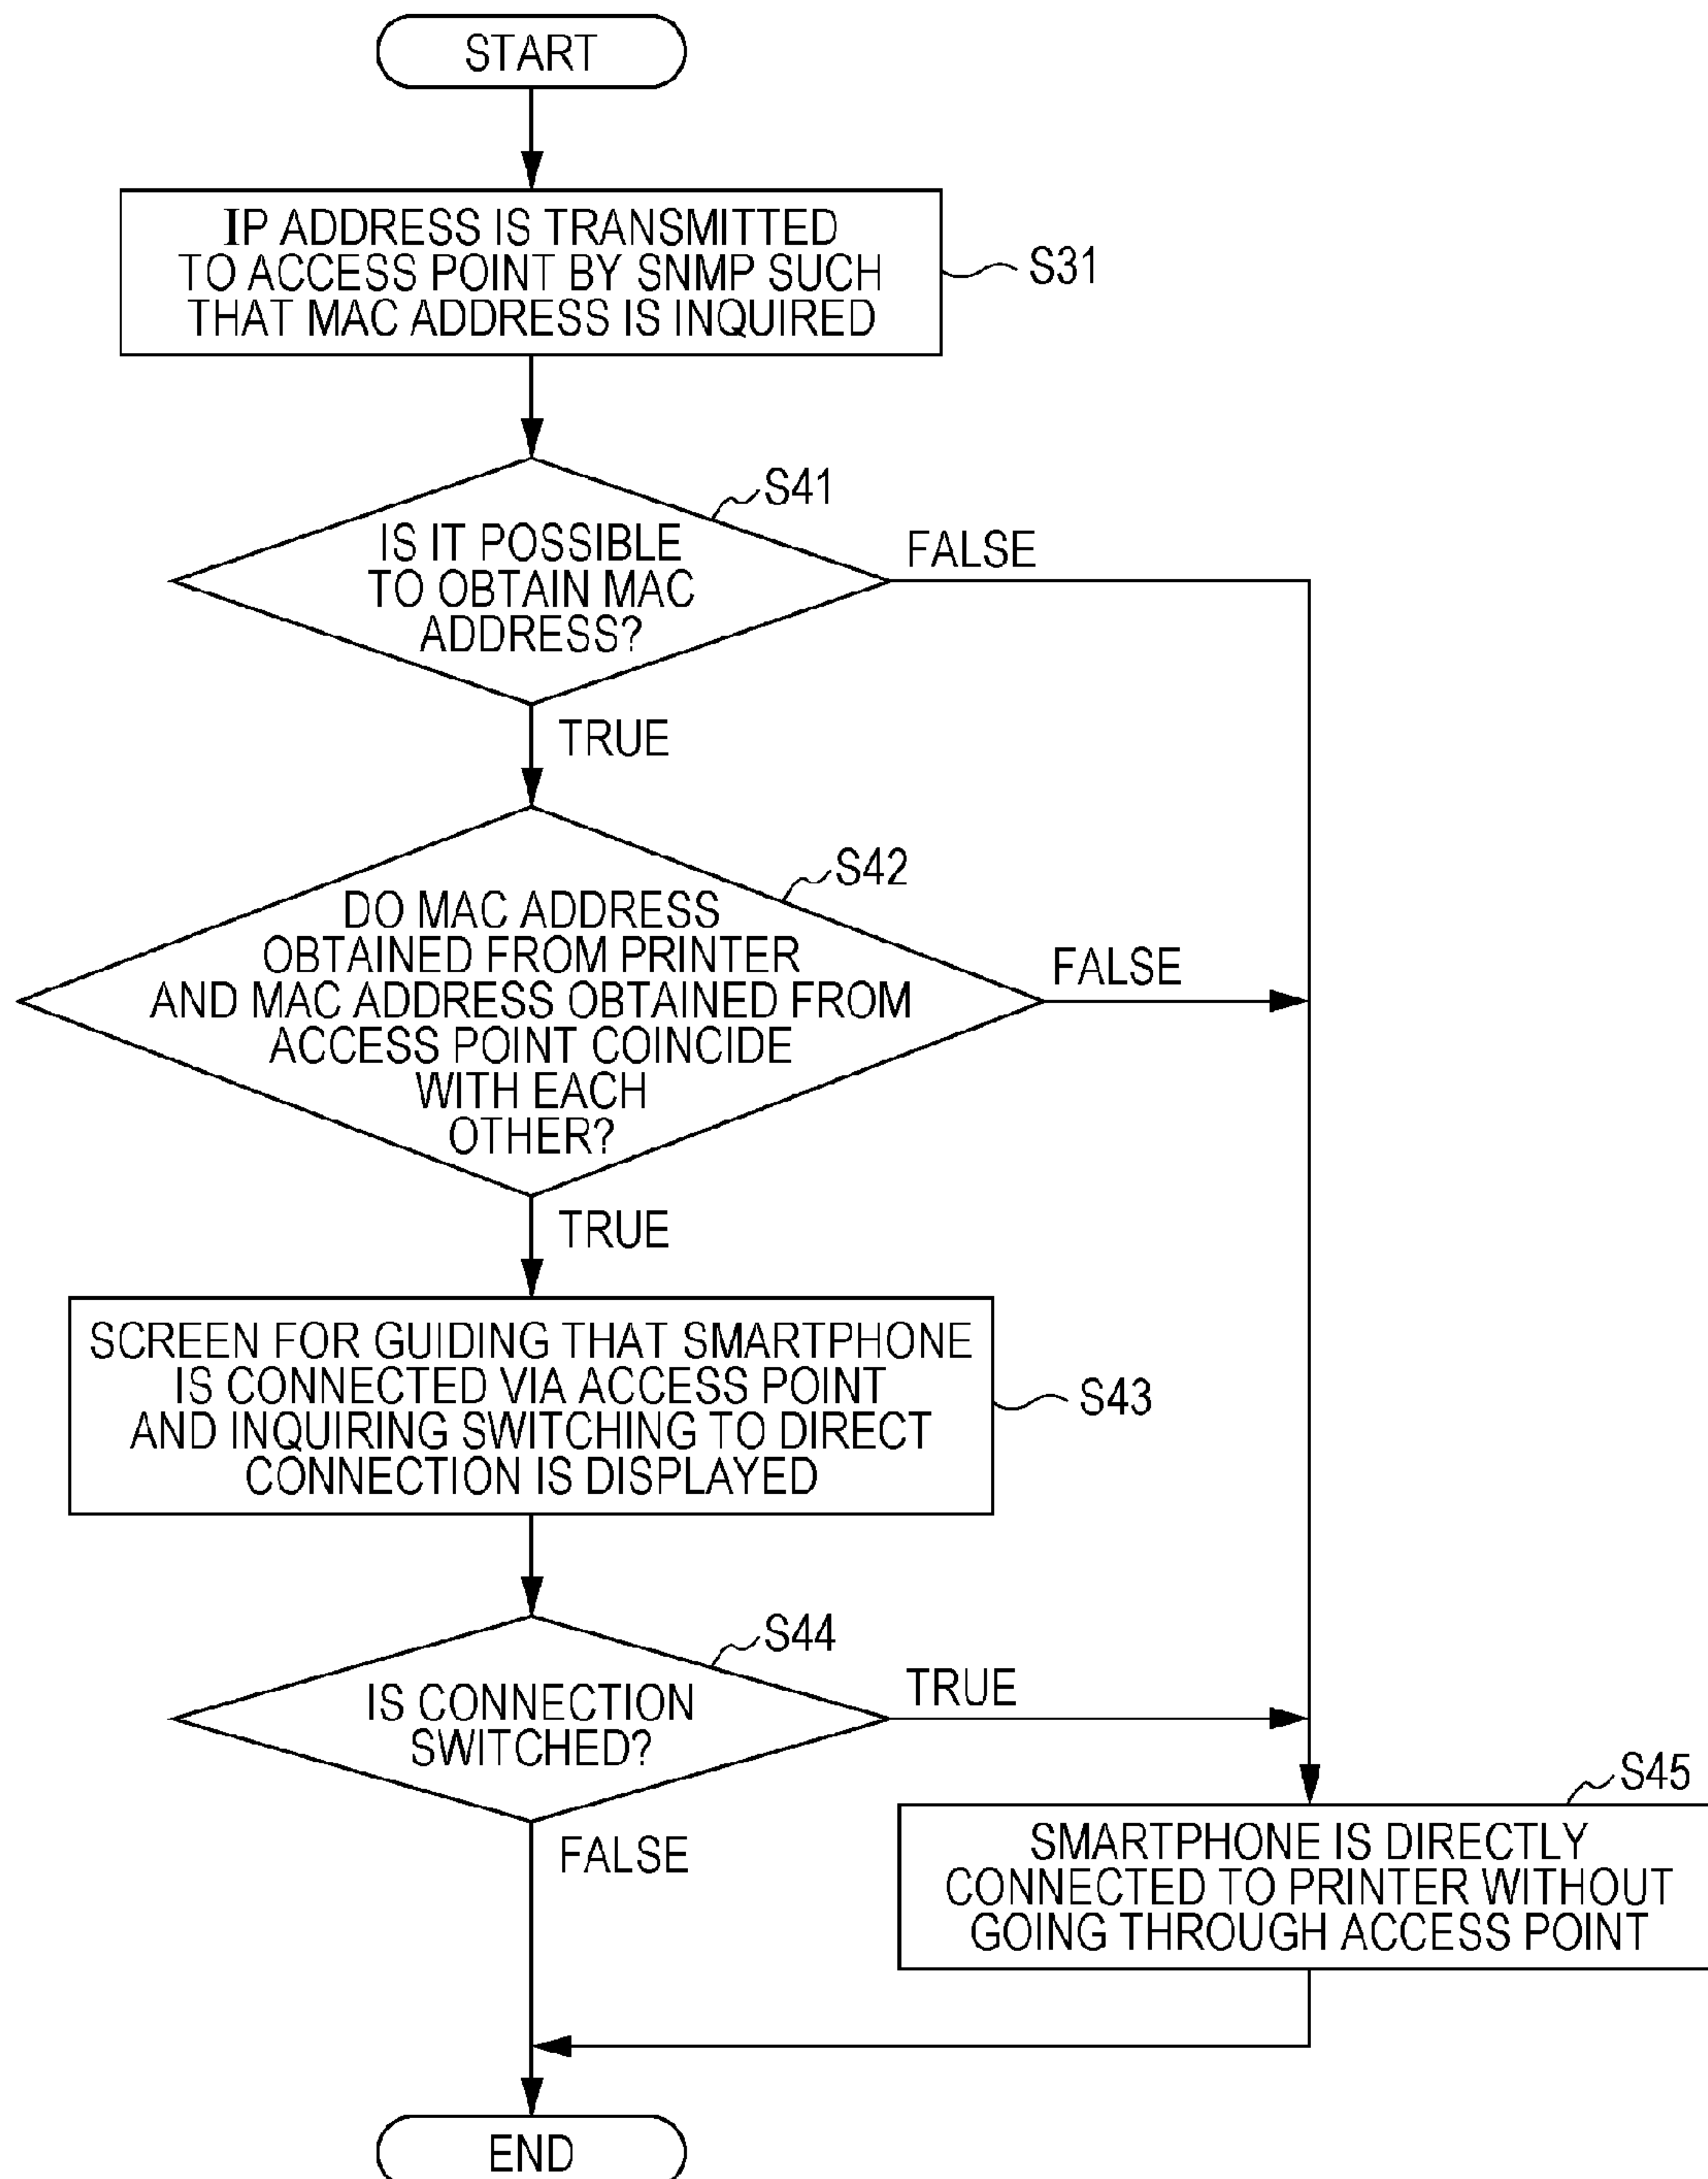 START
IP ADDRESS IS TRANSMITTED
TO ACCESS POINT BY SNMP SUCH
THAT MAC ADDRESS IS INQUIRED
S31
S41
IS IT POSSIBLE
TO OBTAIN MAC
ADDRESS?
FALSE
TRUE
S42
DO MAC ADDRESS
OBTAINED FROM PRINTER
AND MAC ADDRESS OBTAINED FROM
ACCESS POINT COINCIDE
WITH EACH
OTHER?
FALSE
TRUE
SCREEN FOR GUIDING THAT SMARTPHONE
IS CONNECTED VIA ACCESS POINT
AND INQUIRING SWITCHING TO DIRECT
CONNECTION IS DISPLAYED
S43
S44
IS CONNECTION
SWITCHED?
TRUE
FALSE
S45
SMARTPHONE IS DIRECTLY
CONNECTED TO PRINTER WITHOUT
GOING THROUGH ACCESS POINT
END